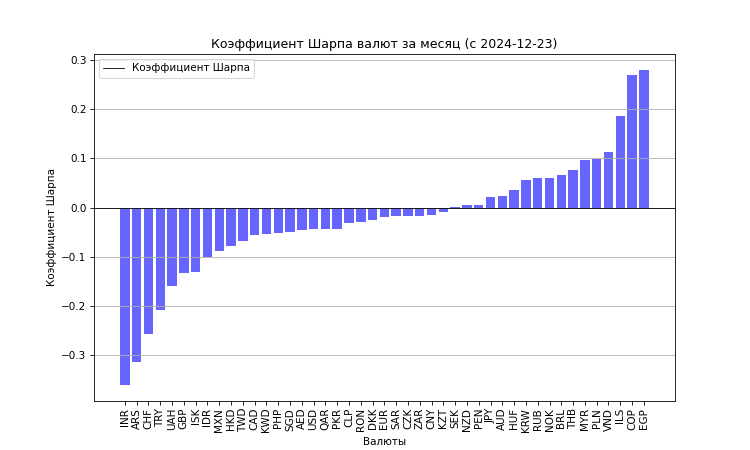 Коэффициент Шарпа валют за месяц (с 2024-12-23)
Коэффициент Шарпа
0.3
0.2
0.1
0.0
−0.1
−0.2
−0.3
Коэффициент Шарпа
INR ARS CHF TRY UAH GBP ISK IDR MXN HKD TWD CAD KWD PHP SGD AED USD QAR PKR CLP RON DKK EUR SAR CZK ZAR CNY KZT SEK NZD PEN JPY AUD HUF KRW RUB NOK BRL THB MYR PLN VND ILS COP EGP
Валюты